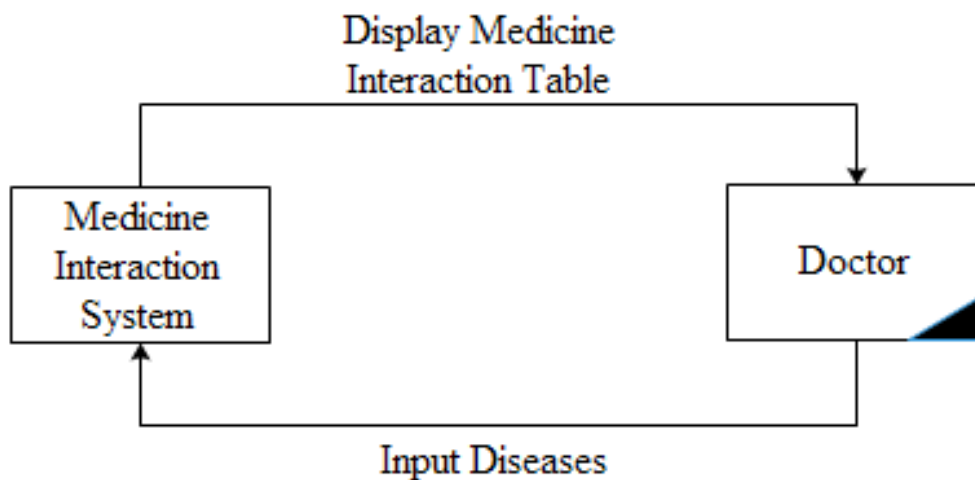 Display Medicine
Interaction Table
Medicine
Interaction
System
Doctor
Input Diseases